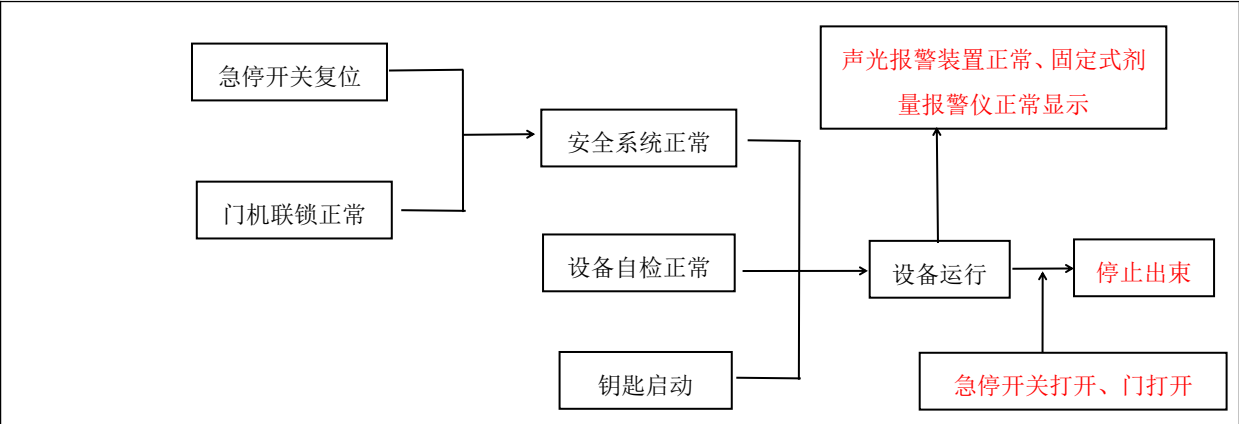 急停开关复位
门机联锁正常
安全系统正常
设备自检正常
钥匙启动
声光报警装置正常、固定式剂
量报警仪正常显示
设备运行
停止出束
急停开关打开、门打开